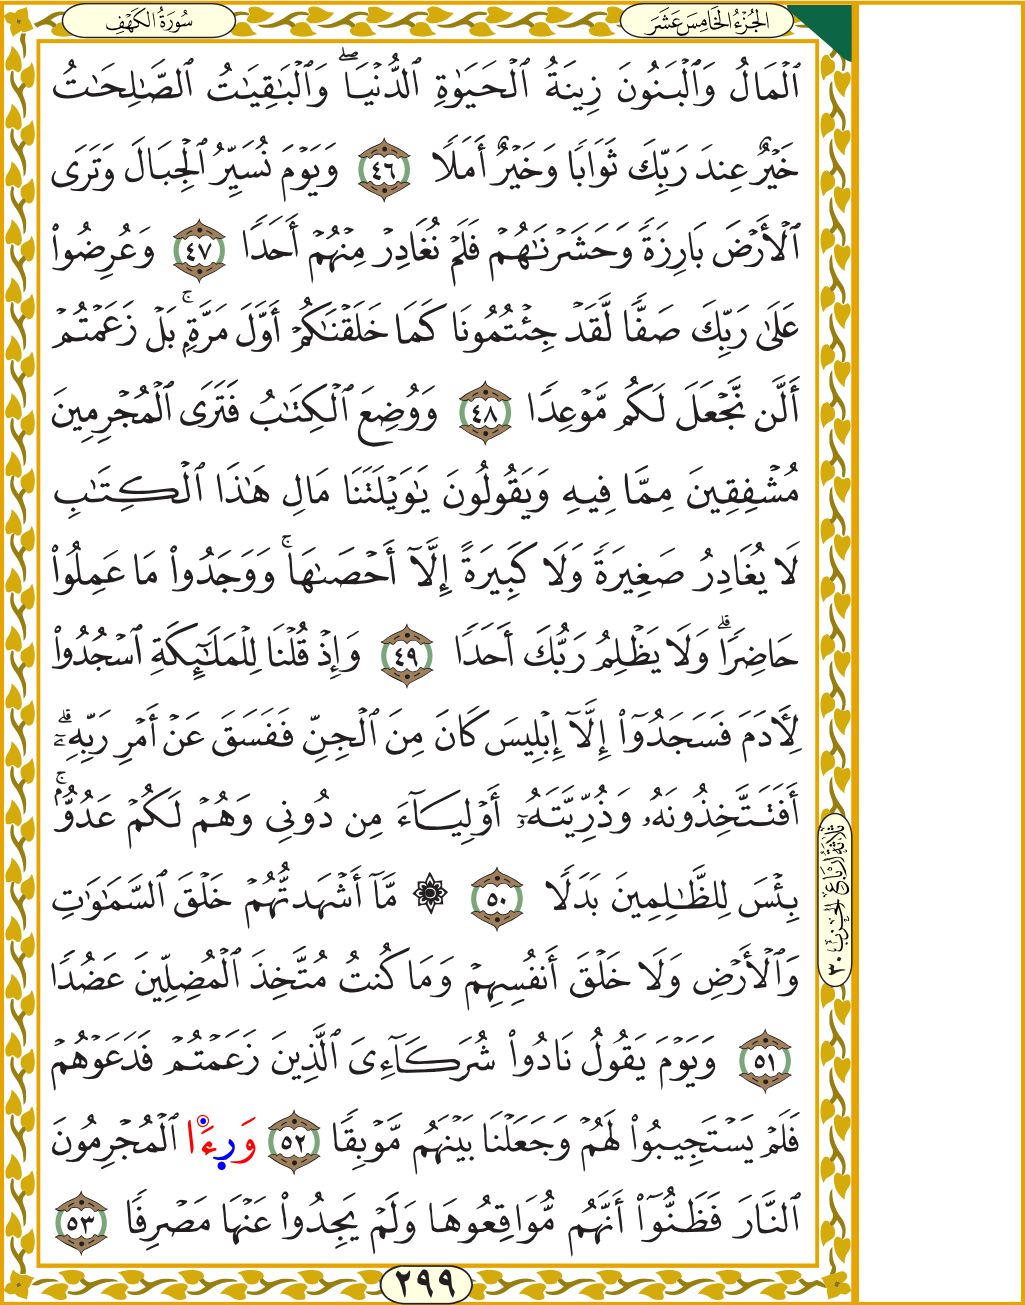 الجُزْءُ الخَامِسَ عَشَرَ
سُورَةُ الكَهْفِ
ٱلْمَالُ وَٱلْبَنُونَ زِينَةُ ٱلْحَيَوٰةِ ٱلدُّنْيَاۖ وَٱلْبَٰقِيَٰتُ ٱلصَّٰلِحَٰتُ
خَيْرٌ عِندَ رَبِّكَ ثَوَابًا وَخَيْرٌ أَمَلًا ٤٦ وَيَوْمَ نُسَيِّرُ ٱلْجِبَالَ وَتَرَى
ٱلْأَرْضَ بَارِزَةً وَحَشَرْنَٰهُمْ فَلَمْ نُغَادِرْ مِنْهُمْ أَحَدًا ٤٧ وَعُرِضُوا۟
عَلَىٰ رَبِّكَ صَفًّا لَّقَدْ جِئْتُمُونَا كَمَا خَلَقْنَٰكُمْ أَوَّلَ مَرَّةٍۭۚ بَلْ زَعَمْتُمْ
أَلَّن نَّجْعَلَ لَكُم مَّوْعِدًا ٤٨ وَوُضِعَ ٱلْكِتَٰبُ فَتَرَى ٱلْمُجْرِمِينَ
مُشْفِقِينَ مِمَّا فِيهِ وَيَقُولُونَ يَٰوَيْلَتَنَا مَالِ هَٰذَا ٱلْكِتَٰبِ
لَا يُغَادِرُ صَغِيرَةً وَلَا كَبِيرَةً إِلَّآ أَحْصَىٰهَاۚ وَوَجَدُوا۟ مَا عَمِلُوا۟
حَاضِرًاۗ وَلَا يَظْلِمُ رَبُّكَ أَحَدًا ٤٩ وَإِذْ قُلْنَا لِلْمَلَٰٓئِكَةِ ٱسْجُدُوا۟
لِءَادَمَ فَسَجَدُوٓا۟ إِلَّآ إِبْلِيسَ كَانَ مِنَ ٱلْجِنِّ فَفَسَقَ عَنْ أَمْرِ رَبِّهِۦٓۗ
أَفَتَتَّخِذُونَهُۥ وَذُرِّيَّتَهُۥٓ أَوْلِيَآءَ مِن دُونِى وَهُمْ لَكُمْ عَدُوٌّۢۚ
بِئْسَ لِلظَّٰلِمِينَ بَدَلًا ٥٠ ۞ مَّآ أَشْهَدتُّهُمْ خَلْقَ ٱلسَّمَٰوَٰتِ
وَٱلْأَرْضِ وَلَا خَلْقَ أَنفُسِهِمْ وَمَا كُنتُ مُتَّخِذَ ٱلْمُضِلِّينَ عَضُدًا
٥١ وَيَوْمَ يَقُولُ نَادُوا۟ شُرَكَآءِىَ ٱلَّذِينَ زَعَمْتُمْ فَدَعَوْهُمْ
فَلَمْ يَسْتَجِيبُوا۟ لَهُمْ وَجَعَلْنَا بَيْنَهُم مَّوْبِقًا ٥٢ وَرِءَا ٱلْمُجْرِمُونَ
ٱلنَّارَ فَظَنُّوٓا۟ أَنَّهُم مُّوَاقِعُوهَا وَلَمْ يَجِدُوا۟ عَنْهَا مَصْرِفًا ٥٣
ثَلَاثَةُ أَرْبَاعِ الحِزْبِ ٣٠
٢٩٩